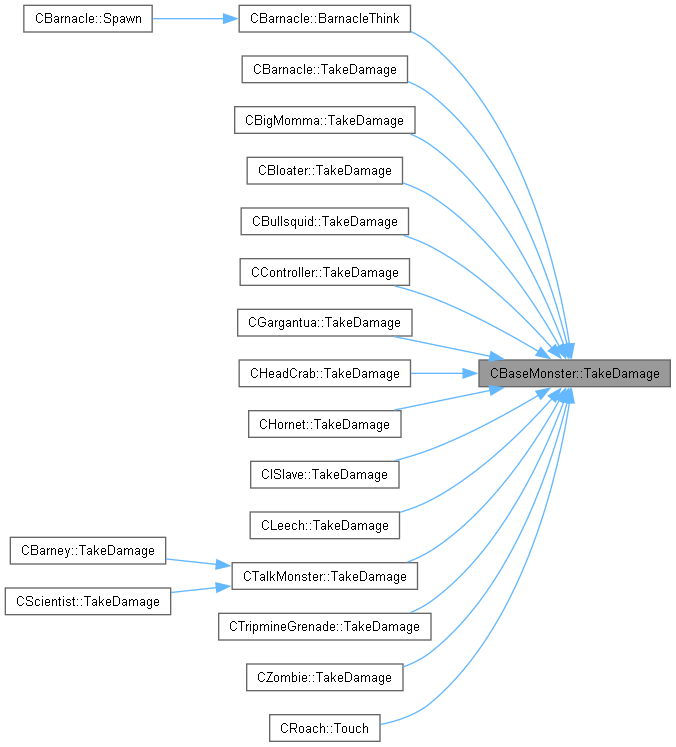 CBarnacle::Spawn
CBarnacle::BarnacleThink
CBarnacle::TakeDamage
CBigMomma::TakeDamage
CBloater::TakeDamage
CBullsquid::TakeDamage
CController::TakeDamage
CGargantua::TakeDamage
CHeadCrab::TakeDamage
CBaseMonster::TakeDamage
CHornet::TakeDamage
CISlave::TakeDamage
CLeech::TakeDamage
CBarney::TakeDamage
CTalkMonster::TakeDamage
CScientist::TakeDamage
CTripmineGrenade::TakeDamage
CZombie::TakeDamage
CRoach::Touch